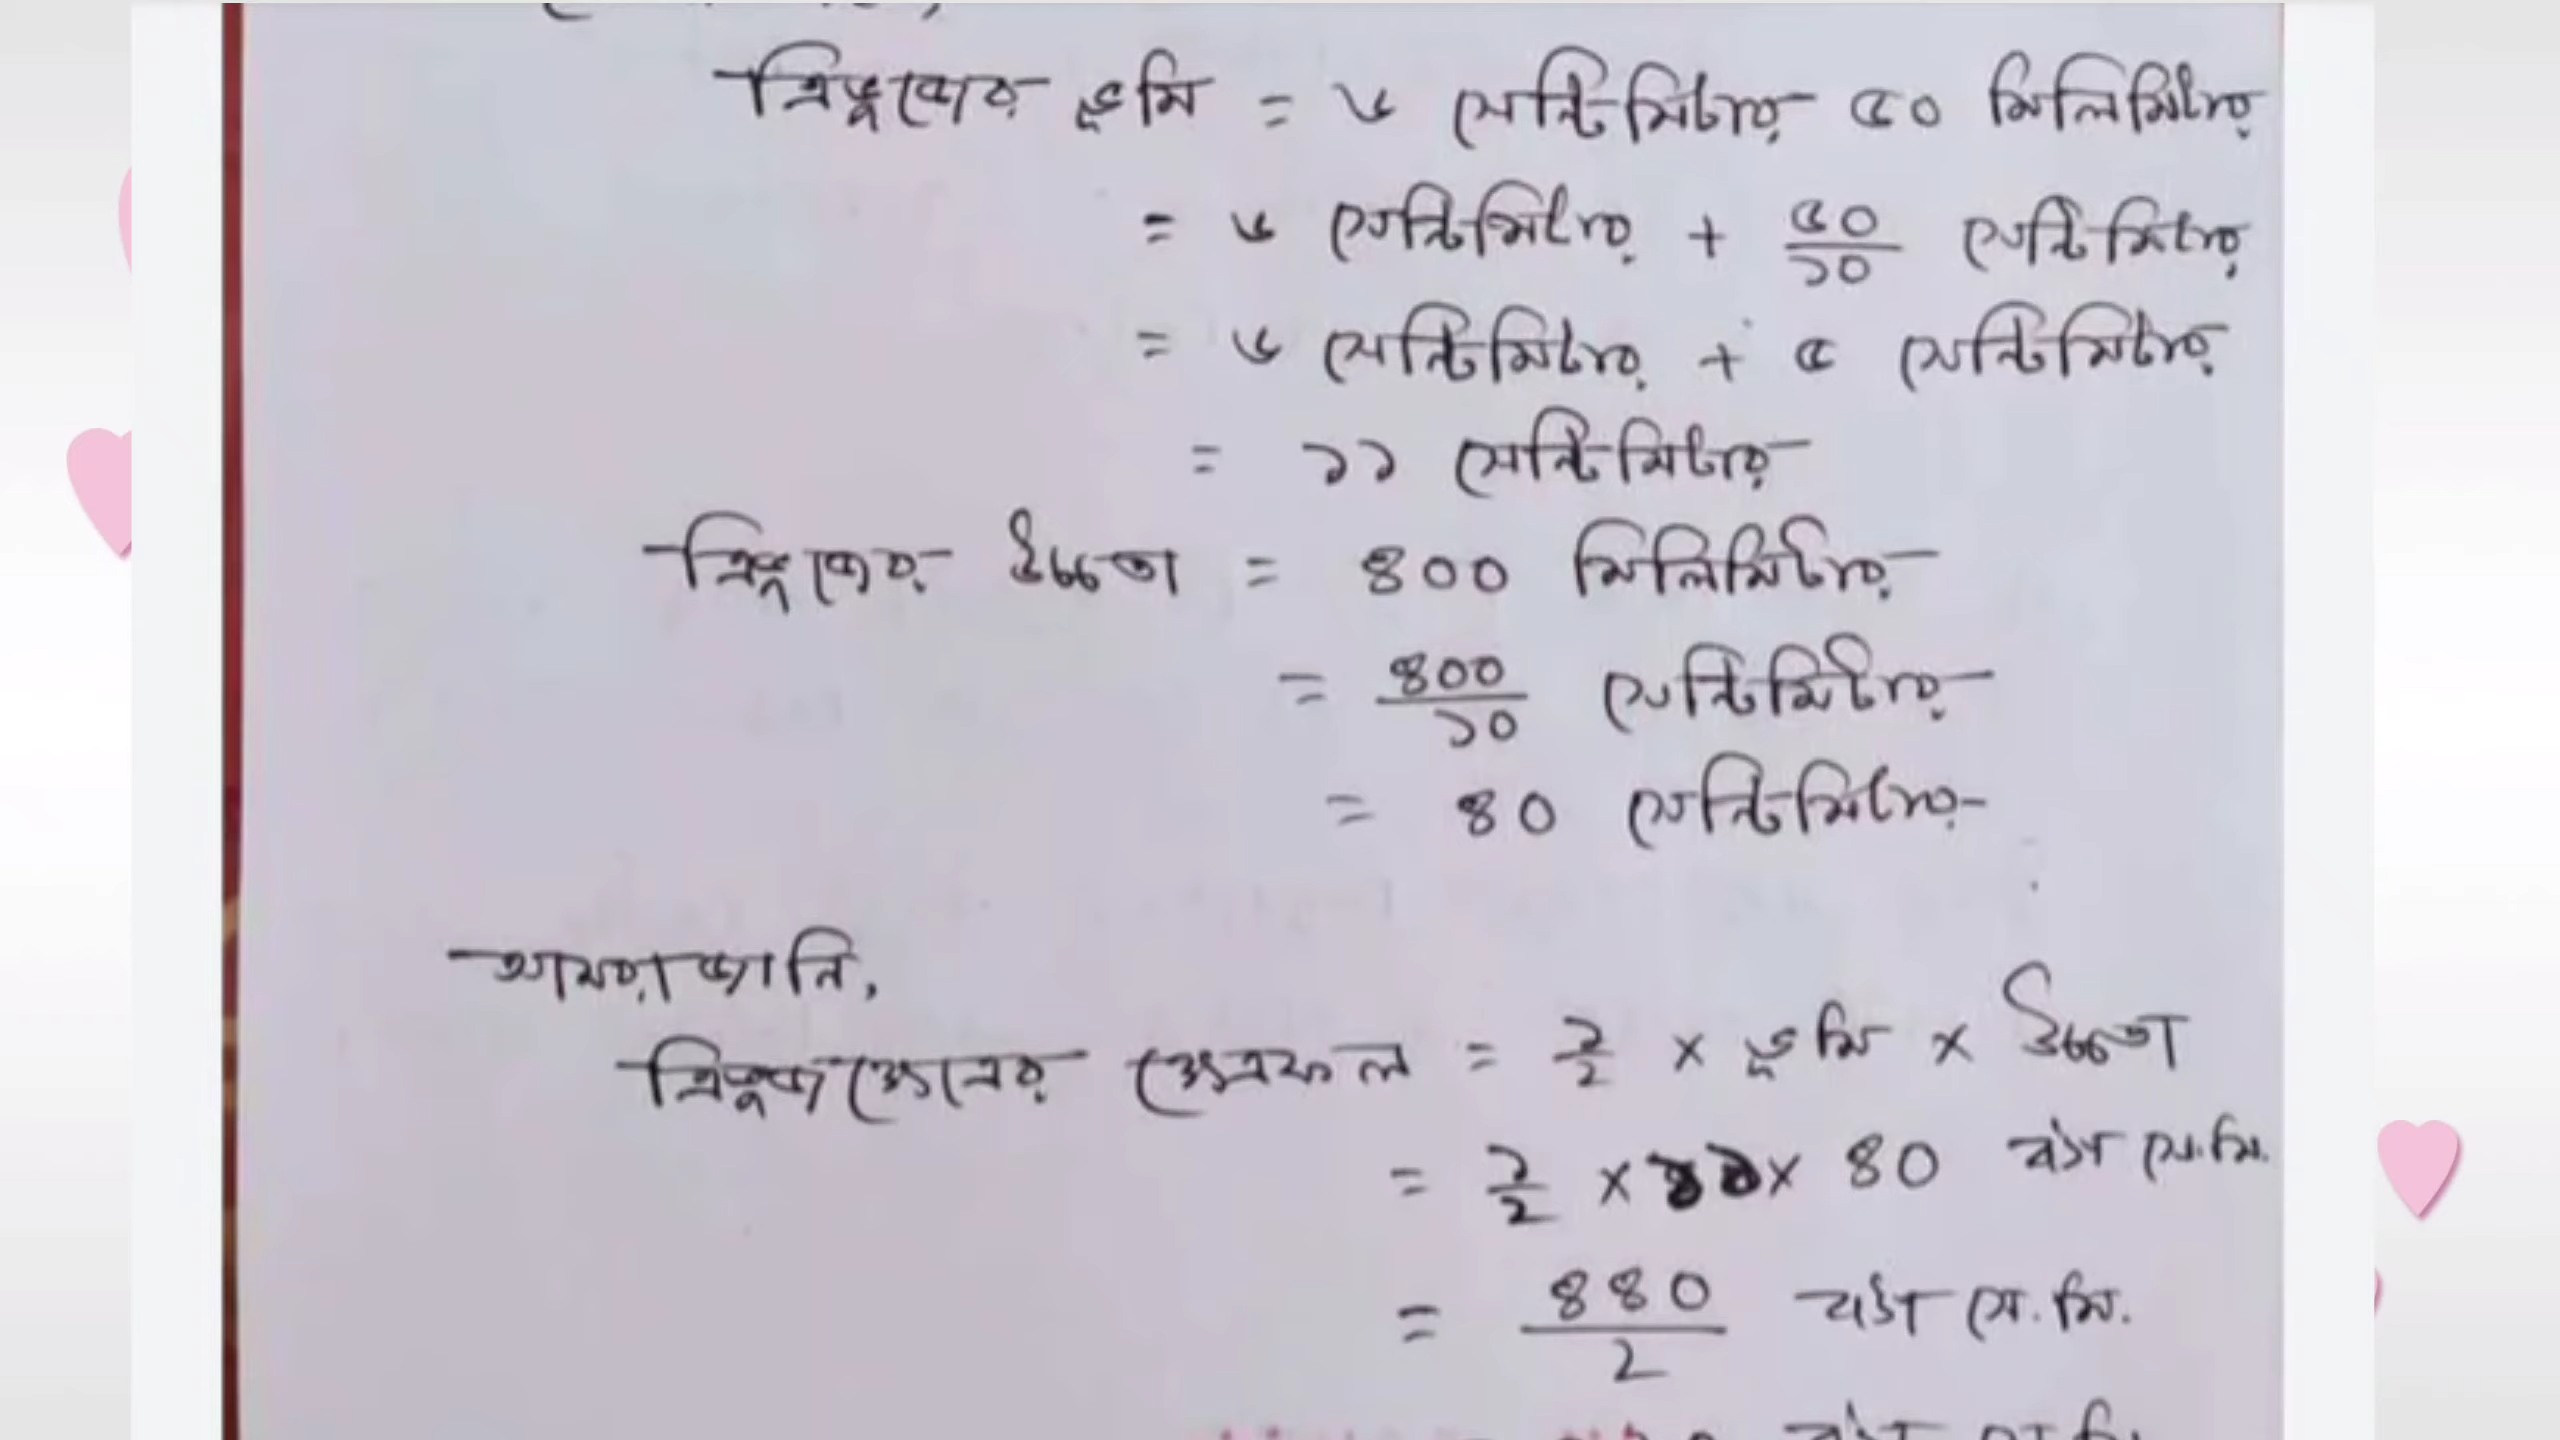 ত্রিভুজের ভূমি = ৬ সেন্টিমিটার ৫০ মিলিমিটার
= ৬ সেন্টিমিটার + ৫০/১০ সেন্টিমিটার
= ৬ সেন্টিমিটার + ৫ সেন্টিমিটার
= ১১ সেন্টিমিটার
ত্রিভুজের উচ্চতা = ৪০০ মিলিমিটার
= ৪০০/১০ সেন্টিমিটার
= ৪০ সেন্টিমিটার
আমরা জানি,
ত্রিভুজক্ষেত্রের ক্ষেত্রফল = ১/২ × ভূমি × উচ্চতা
= ১/২ × ১১ × ৪০ বর্গ সে.মি.
= ৪৪০/২ বর্গ সে.মি.